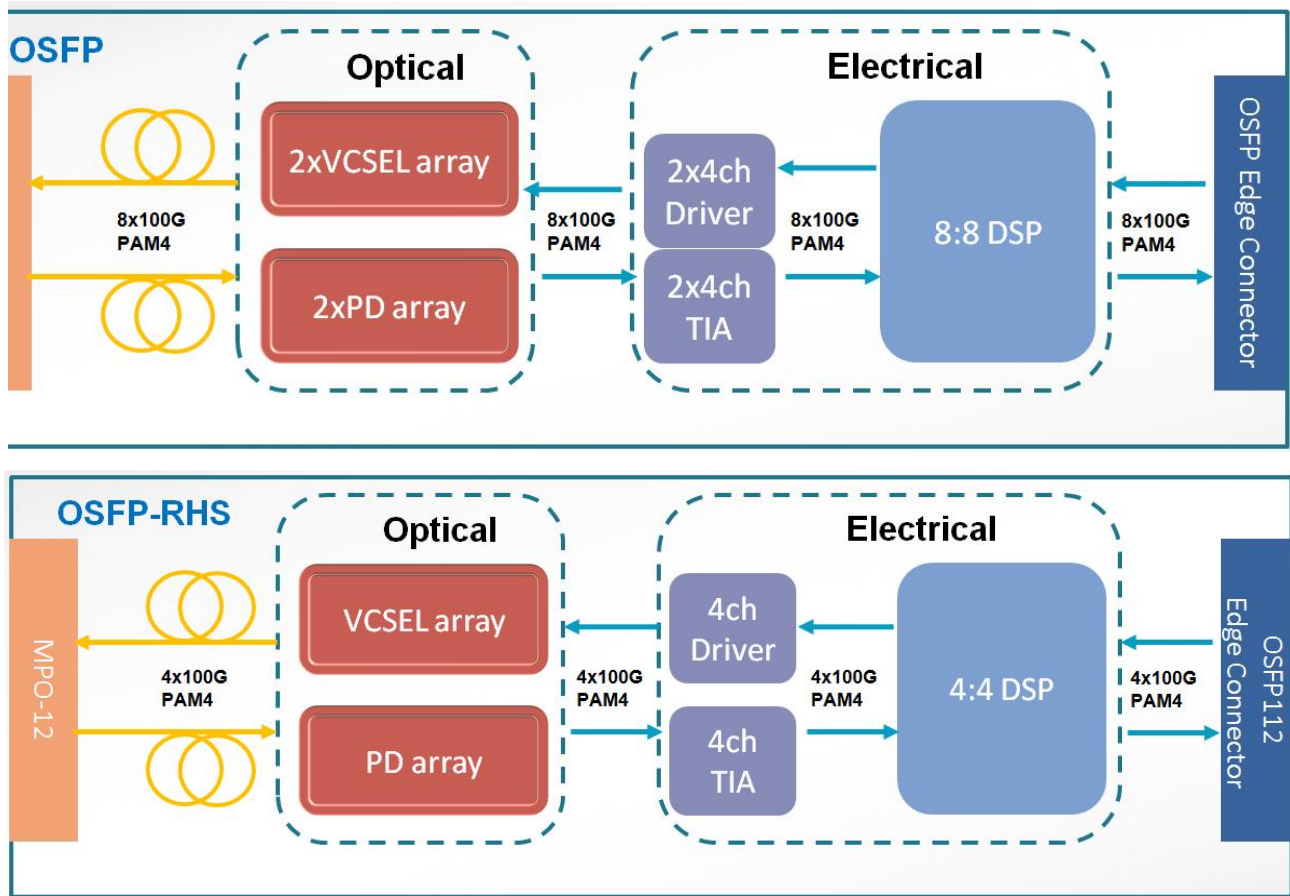 OSFP
Optical
Electrical
2xVCSEL array
2xPD array
8x100G
PAM4
8x100G
PAM4
2x4ch
Driver
2x4ch
TIA
8x100G
PAM4
8:8 DSP
8x100G
PAM4
OSFP Edge Connector
OSFP-RHS
Optical
Electrical
MPO-12
4x100G
PAM4
VCSEL array
PD array
4x100G
PAM4
4ch
Driver
4ch
TIA
4x100G
PAM4
4:4 DSP
4x100G
PAM4
OSFP112
Edge Connector